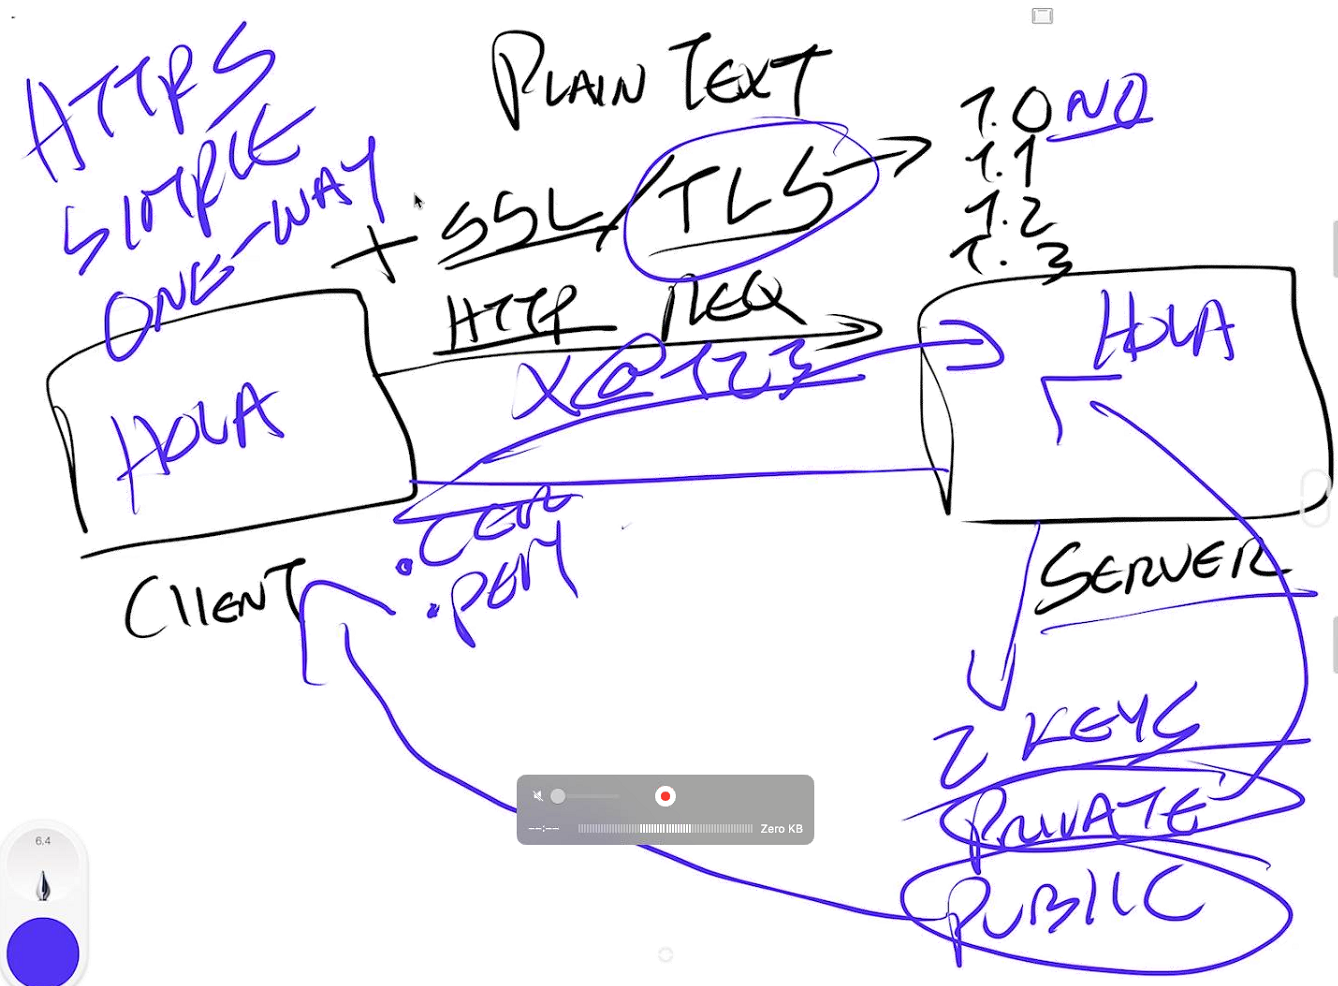 HTTPS
SIMPLE
ONE-WAY
PLAIN TEXT
+ SSL/TLS
1.0 NO
1.1
1.2
1.3
HTTP REQ
X@123
HOLA
HOLA
.CER
.PEM
CLIENT
SERVER
2 KEYS
PRIVATE
PUBLIC
--:--
Zero KB
6.4